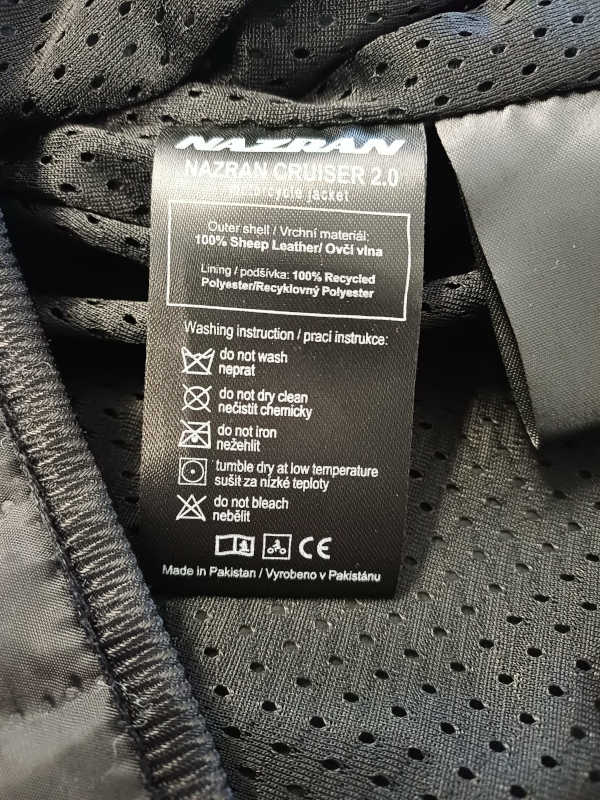 NAZRAN
NAZRAN CRUISER 2.0
motorcycle jacket
Outer shell / Vrchní materiál:
100% Sheep Leather/ Ovčí vlna
Lining / podšívka: 100% Recycled
Polyester/Recyklovný Polyester
Washing instruction / prací instrukce:
do not wash
neprat
do not dry clean
nečistit chemicky
do not iron
nežehlit
tumble dry at low temperature
sušit za nízké teploty
do not bleach
nebělit
CE
Made in Pakistan / Vyrobeno v Pakistánu